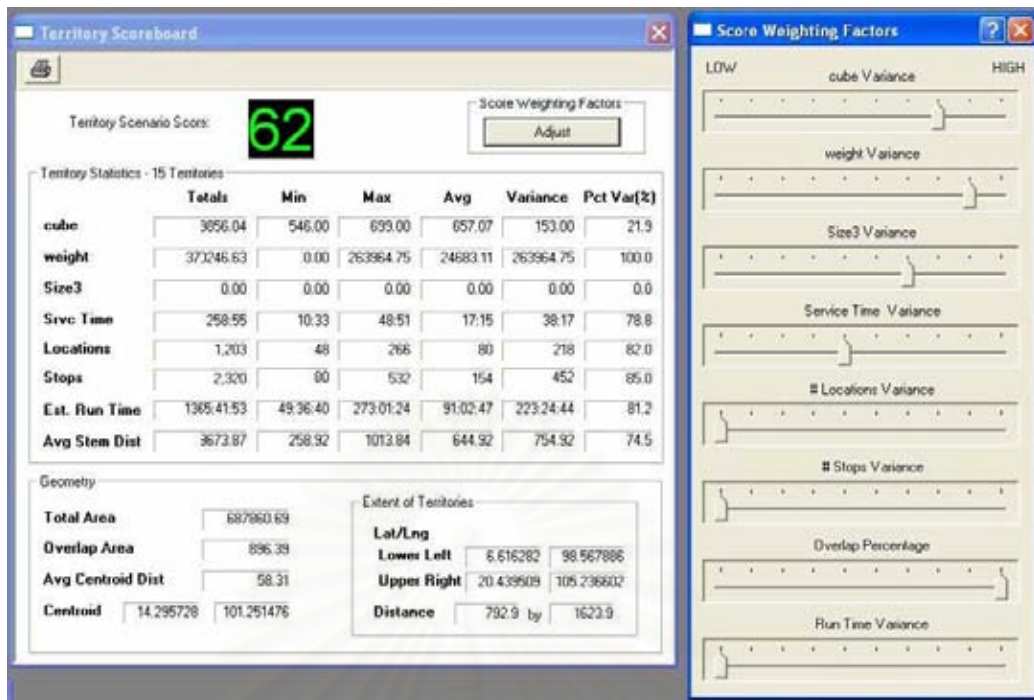 Territory Scoreboard
Territory Scenario Score: 62
Score Weighting Factors
Adjust
Territory Statistics - 15 Territories
Totals Min Max Avg Variance Pct Var(%)
cube 3856.04 546.00 699.00 657.07 153.00 21.9
weight 370246.63 0.00 263964.75 24683.11 263964.75 100.0
Size3 0.00 0.00 0.00 0.00 0.00 0.0
Srvc Time 258:55 10:33 48:51 17:15 38:17 78.8
Locations 1,203 48 266 80 218 82.0
Stops 2,320 80 532 154 452 85.0
Est. Run Time 1365:41:53 49:36:40 273:01:24 91:02:47 223:24:44 81.2
Avg Stem Dist 9673.87 258.92 1013.84 644.92 754.92 74.5
Geometry
Total Area 687860.69
Overlap Area 896.39
Avg Centroid Dist 58.31
Centroid 14.295728 101.251476
Extent of Territories
Lat/Lng
Lower Left 6.616282 98.567886
Upper Right 20.439509 105.236602
Distance 792.9 by 1623.9
Score Weighting Factors
LOW HIGH
cube Variance
weight Variance
Size3 Variance
Service Time Variance
# Locations Variance
# Stops Variance
Overlap Percentage
Run Time Variance